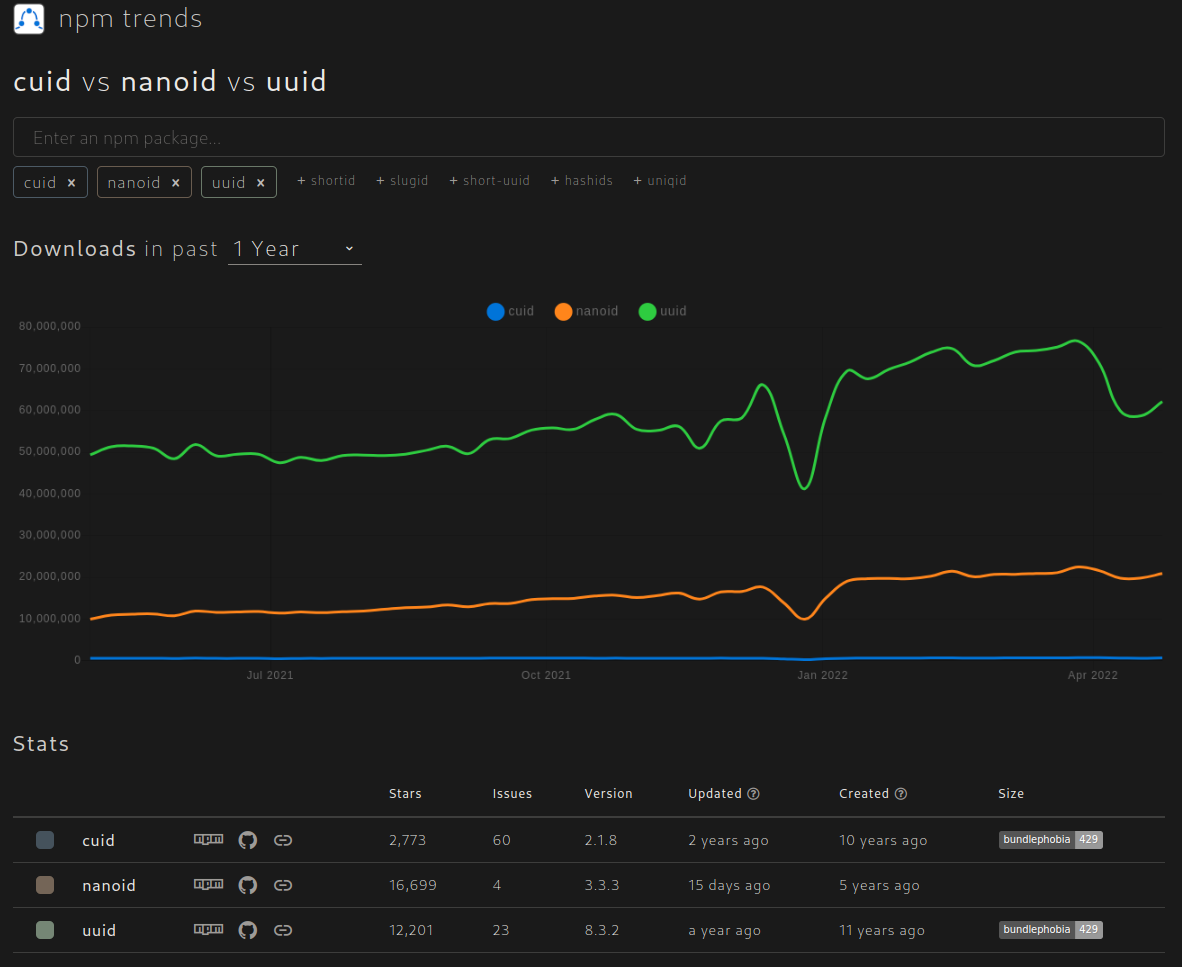 npm trends
cuid vs nanoid vs uuid
Enter an npm package...
cuid × nanoid × uuid × + shortid + slugid + short-uuid + hashids + uniqid
Downloads in past 1 Year
cuid nanoid uuid
80,000,000
70,000,000
60,000,000
50,000,000
40,000,000
30,000,000
20,000,000
10,000,000
0
Jul 2021 Oct 2021 Jan 2022 Apr 2022
Stats
Stars Issues Version Updated ? Created ? Size
cuid npm 2,773 60 2.1.8 2 years ago 10 years ago bundlephobia 429
nanoid npm 16,699 4 3.3.3 15 days ago 5 years ago
uuid npm 12,201 23 8.3.2 a year ago 11 years ago bundlephobia 429